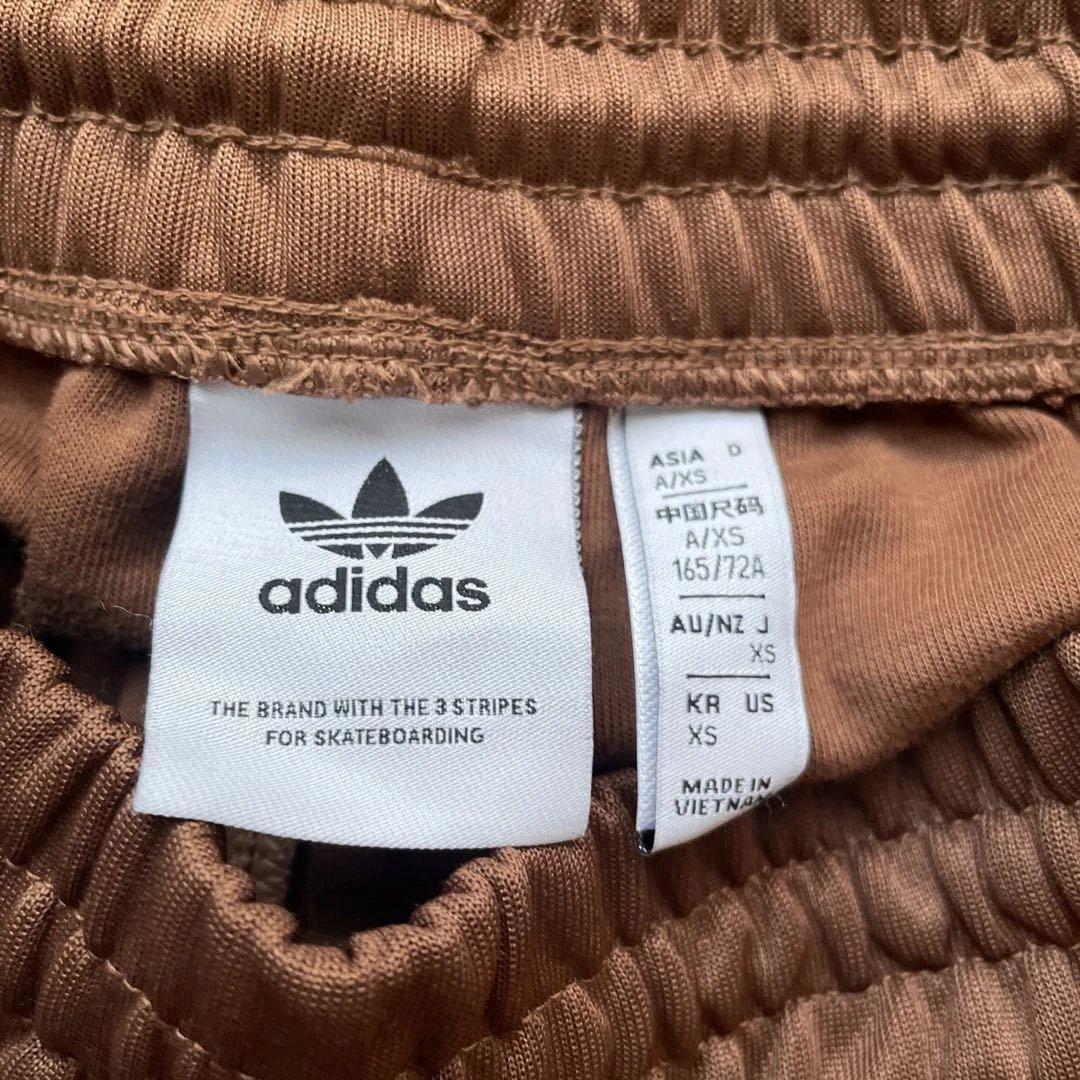 adidas
THE BRAND WITH THE 3 STRIPES
FOR SKATEBOARDING
ASIA D
A/XS
中国尺码
A/XS
165/72A
AU/NZ J
XS
KR US
XS
MADE IN
VIETNAM